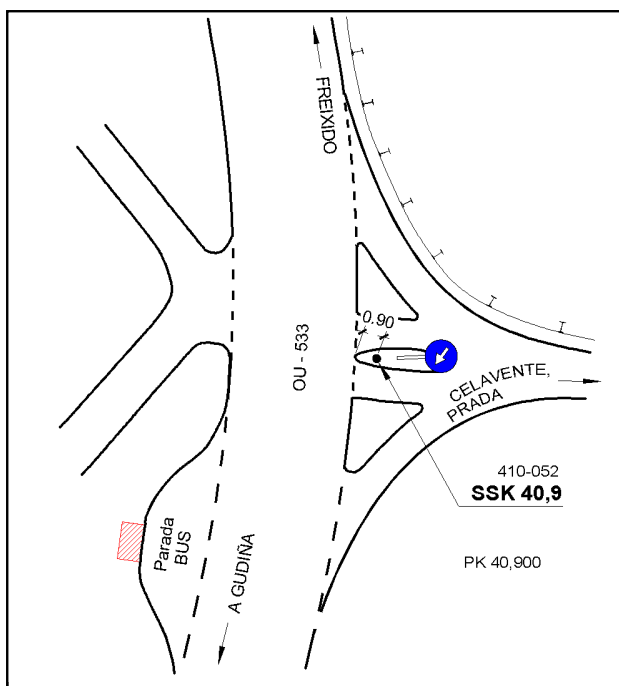 FREIXIDO
0.90
OU - 533
CELAVENTE,
PRADA
410-052
SSK 40,9
PK 40,900
Parada
BUS
A GUDIÑA